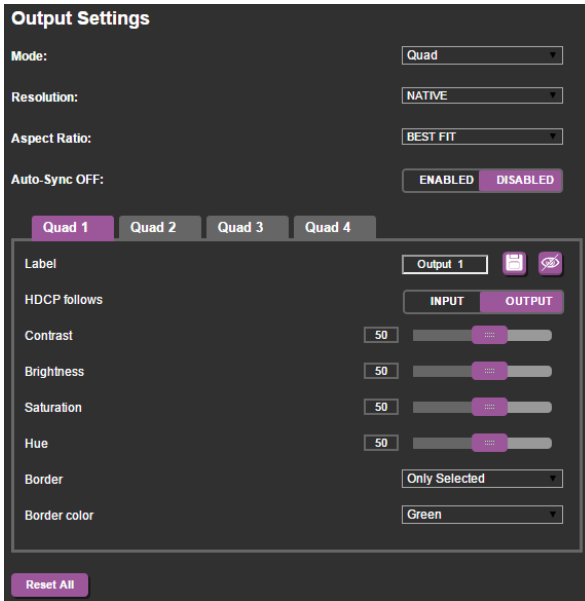 Output Settings
Mode: Quad
Resolution: NATIVE
Aspect Ratio: BEST FIT
Auto-Sync OFF: ENABLED DISABLED
Quad 1 Quad 2 Quad 3 Quad 4
Label Output 1
HDCP follows INPUT OUTPUT
Contrast 50
Brightness 50
Saturation 50
Hue 50
Border Only Selected
Border color Green
Reset All